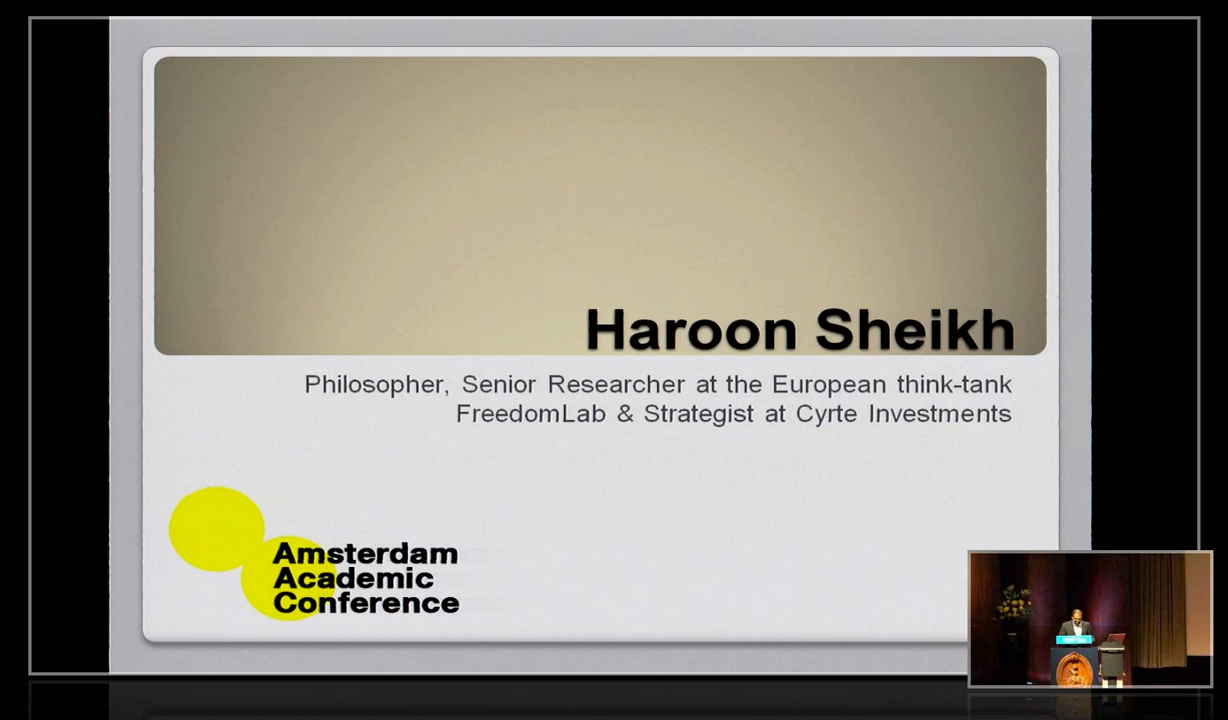 Haroon Sheikh
Philosopher, Senior Researcher at the European think-tank
FreedomLab & Strategist at Cyrte Investments
Amsterdam
Academic
Conference